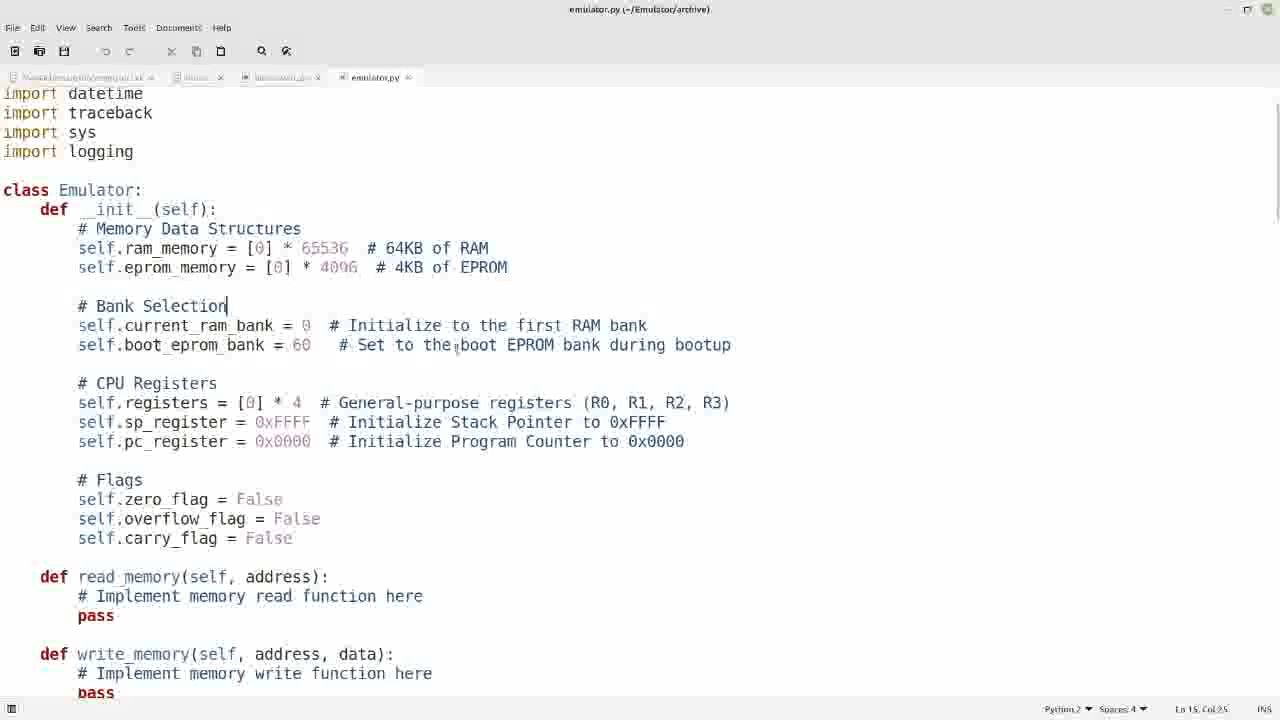 emulator.py (~/Emulator/archive)
File Edit View Search Tools Documents Help
emulator.py
import datetime
import traceback
import sys
import logging
class Emulator:
def __init__(self):
# Memory Data Structures
self.ram_memory = [0] * 65536 # 64KB of RAM
self.eprom_memory = [0] * 4096 # 4KB of EPROM
# Bank Selection
self.current_ram_bank = 0 # Initialize to the first RAM bank
self.boot_eprom_bank = 60 # Set to the boot EPROM bank during bootup
# CPU Registers
self.registers = [0] * 4 # General-purpose registers (R0, R1, R2, R3)
self.sp_register = 0xFFFF # Initialize Stack Pointer to 0xFFFF
self.pc_register = 0x0000 # Initialize Program Counter to 0x0000
# Flags
self.zero_flag = False
self.overflow_flag = False
self.carry_flag = False
def read_memory(self, address):
# Implement memory read function here
pass
def write_memory(self, address, data):
# Implement memory write function here
pass
Python 2 Spaces: 4 Ln 15, Col 25 INS